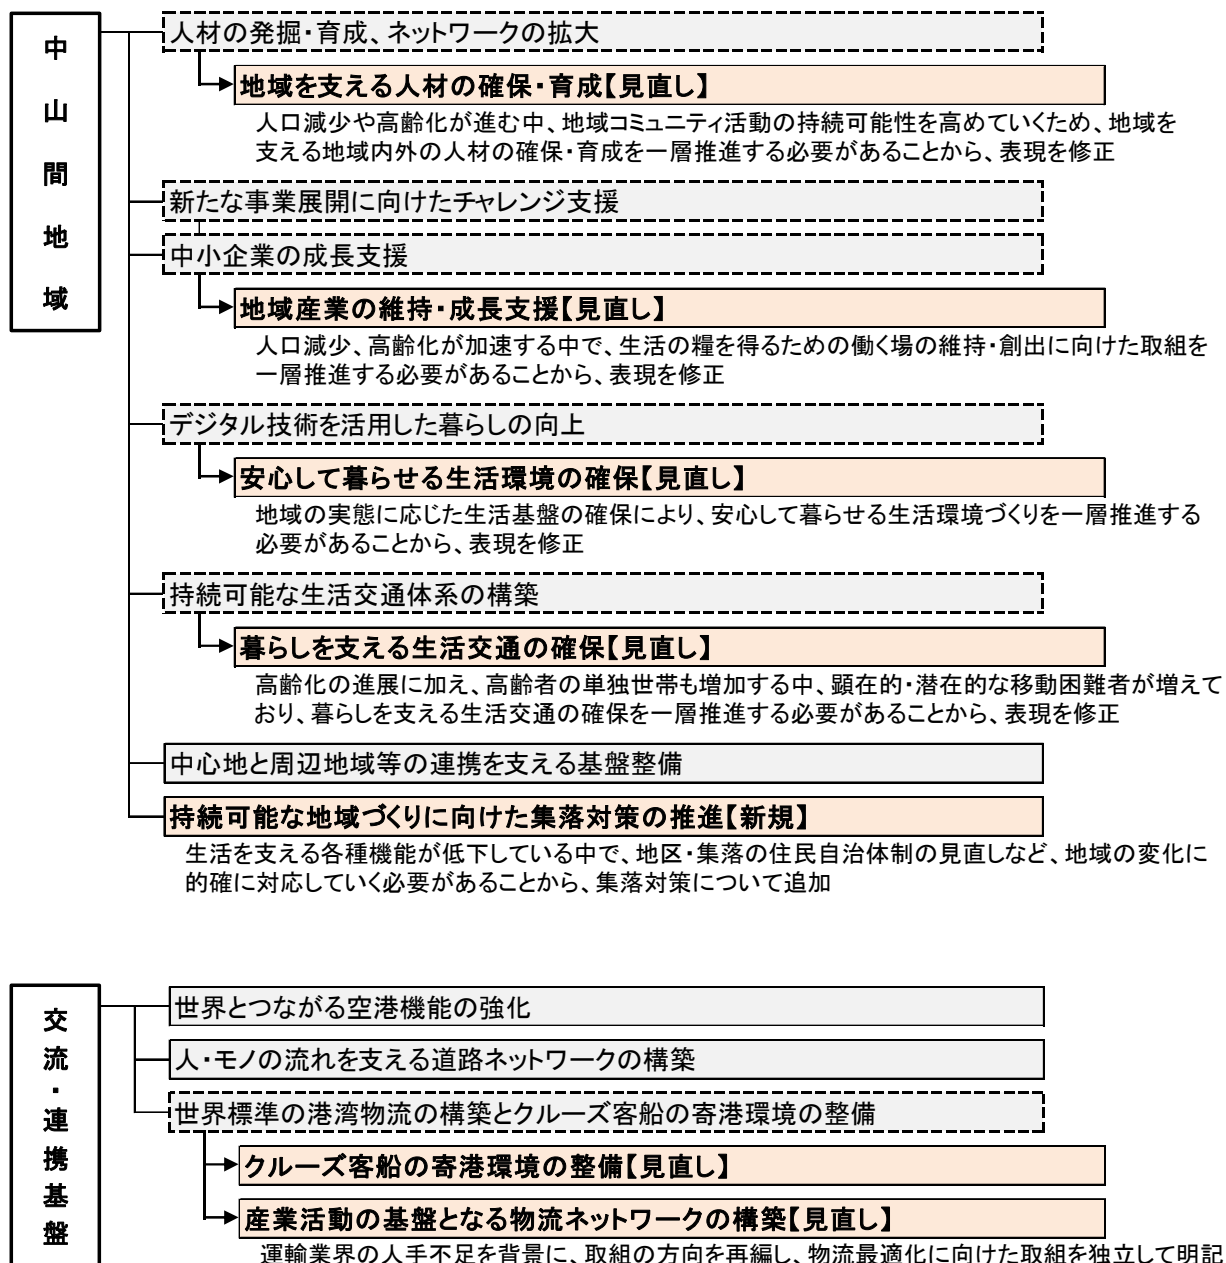 中山間地域
人材の発掘・育成、ネットワークの拡大
地域を支える人材の確保・育成【見直し】
人口減少や高齢化が進む中、地域コミュニティ活動の持続可能性を高めていくため、地域を
支える地域内外の人材の確保・育成を一層推進する必要があることから、表現を修正
新たな事業展開に向けたチャレンジ支援
中小企業の成長支援
地域産業の維持・成長支援【見直し】
人口減少、高齢化が加速する中で、生活の糧を得るための働く場の維持・創出に向けた取組を
一層推進する必要があることから、表現を修正
デジタル技術を活用した暮らしの向上
安心して暮らせる生活環境の確保【見直し】
地域の実態に応じた生活基盤の確保により、安心して暮らせる生活環境づくりを一層推進する
必要があることから、表現を修正
持続可能な生活交通体系の構築
暮らしを支える生活交通の確保【見直し】
高齢化の進展に加え、高齢者の単独世帯も増加する中、顕在的・潜在的な移動困難者が増えて
おり、暮らしを支える生活交通の確保を一層推進する必要があることから、表現を修正
中心地と周辺地域等の連携を支える基盤整備
持続可能な地域づくりに向けた集落対策の推進【新規】
生活を支える各種機能が低下している中で、地区・集落の住民自治体制の見直しなど、地域の変化に
的確に対応していく必要があることから、集落対策について追加
交流・連携基盤
世界とつながる空港機能の強化
人・モノの流れを支える道路ネットワークの構築
世界標準の港湾物流の構築とクルーズ客船の寄港環境の整備
クルーズ客船の寄港環境の整備【見直し】
産業活動の基盤となる物流ネットワークの構築【見直し】
運輸業界の人手不足を背景に、取組の方向を再編し、物流最適化に向けた取組を独立して明記